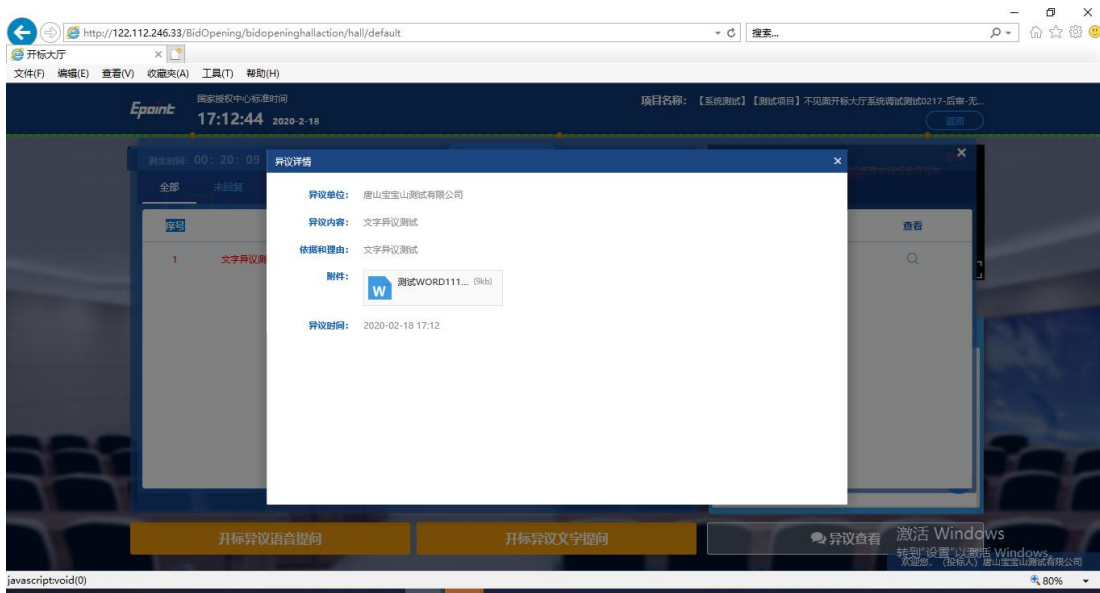 http://122.112.246.33/BidOpening/bidopeninghallaction/hall/default
搜索...
开标大厅
文件(F) 编辑(E) 查看(V) 收藏夹(A) 工具(T) 帮助(H)
Epoint
国家授权中心标准时间
17:12:44 2020-2-18
项目名称: 【系统测试】【测试项目】不见面开标大厅系统调试测试0217-后审-无...
返回
剩余时间: 00: 20: 09
全部 未回复
序号 查看
1 文字异议测
异议详情
异议单位: 唐山宝宝山测试有限公司
异议内容: 文字异议测试
依据和理由: 文字异议测试
附件: 测试WORD111... (9kb)
W
异议时间: 2020-02-18 17:12
开标异议语音提问 开标异议文字提问 异议查看
激活 Windows
转到"设置"以激活 Windows。
欢迎您, (投标人) 唐山宝宝山测试有限公司
javascript:void(0) 80%